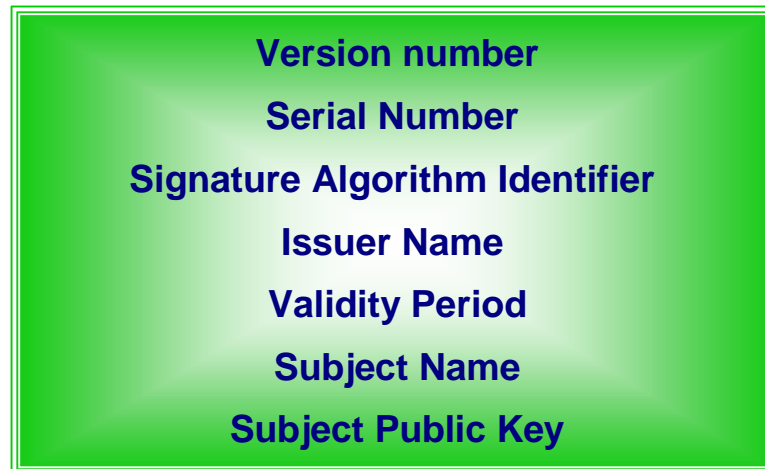 Version number
Serial Number
Signature Algorithm Identifier
Issuer Name
Validity Period
Subject Name
Subject Public Key